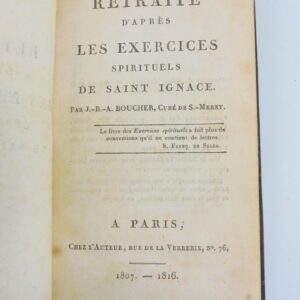 RETRAITE
D'APRÈS
LES EXERCICES
SPIRITUELS
DE SAINT IGNACE.
PAR J.-B.-A. BOUCHER, CURÉ DE S.-MERRY.
Le livre des Exercices spirituels a fait plus de
conversions qu'il ne contient de lettres.
S. FRANÇ. DE SALES.
A PARIS,
CHEZ L'AUTEUR, RUE DE LA VERRERIE, Nº. 76,
1807. — 1816.